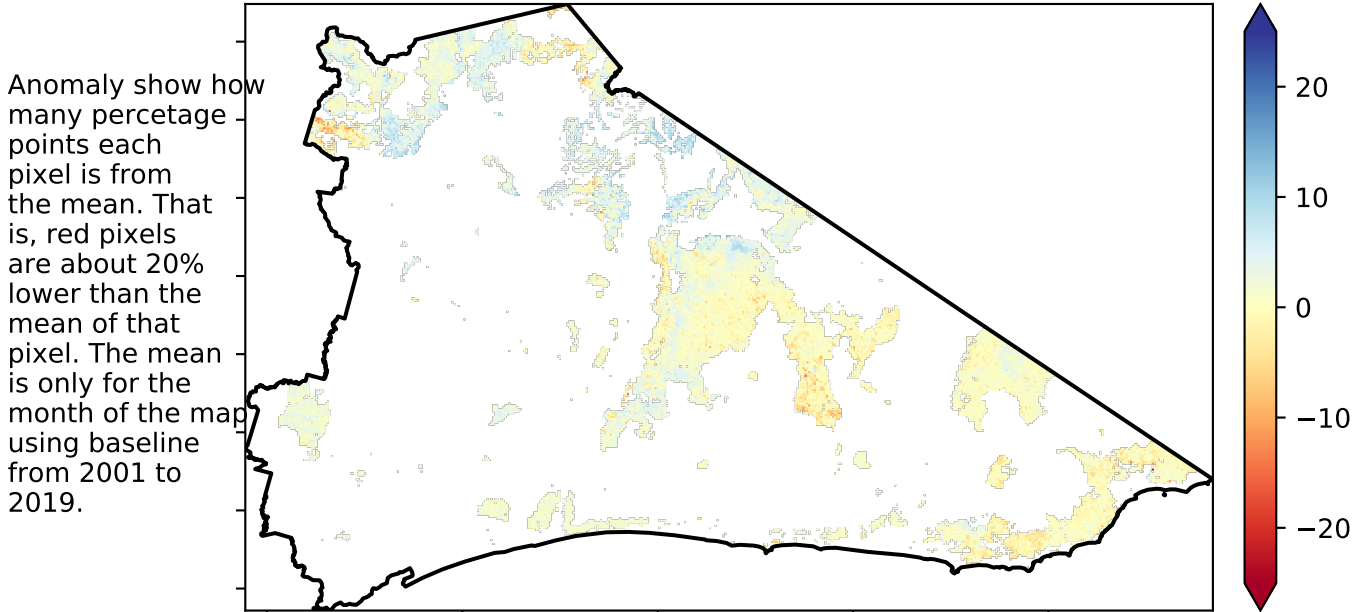 Anomaly show how
many percetage
points each
pixel is from
the mean. That
is, red pixels
are about 20%
lower than the
mean of that
pixel. The mean
is only for the
month of the map
using baseline
from 2001 to
2019.
20
10
0
−10
−20